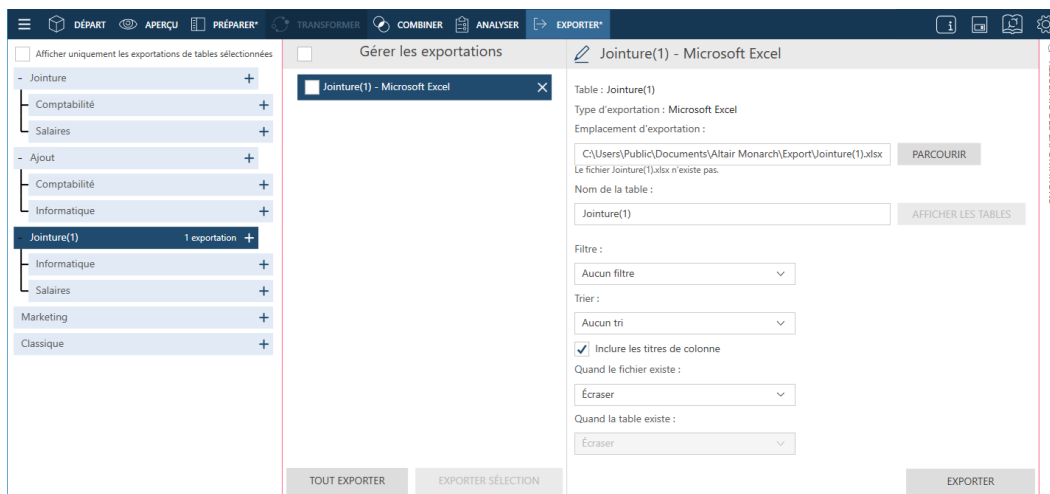 DÉPART APERÇU PRÉPARER* TRANSFORMER COMBINER ANALYSER EXPORTER*
Afficher uniquement les exportations de tables sélectionnées
- Jointure +
Comptabilité +
Salaires +
- Ajout +
Comptabilité +
Informatique +
- Jointure(1) 1 exportation +
Informatique +
Salaires +
Marketing +
Classique +
Gérer les exportations
Jointure(1) - Microsoft Excel
TOUT EXPORTER EXPORTER SÉLECTION
Jointure(1) - Microsoft Excel
Table : Jointure(1)
Type d'exportation : Microsoft Excel
Emplacement d'exportation :
C:\Users\Public\Documents\Altair Monarch\Export\Jointure(1).xlsx PARCOURIR
Le fichier Jointure(1).xlsx n'existe pas.
Nom de la table :
Jointure(1) AFFICHER LES TABLES
Filtre :
Aucun filtre
Trier :
Aucun tri
Inclure les titres de colonne
Quand le fichier existe :
Écraser
Quand la table existe :
Écraser
EXPORTER